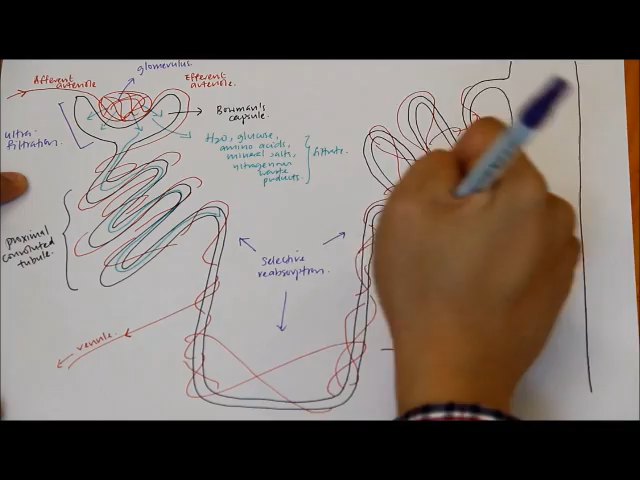 glomerulus.
Afferent
arteriole
Efferent
arteriole.
Bowman's
capsule.
ultra-
filtration.
H2O, glucose,
amino acids,
mineral salts,
nitrogenous
waste
products.
filtrate.
proximal
convoluted
tubule.
Selective
reabsorption.
venule.